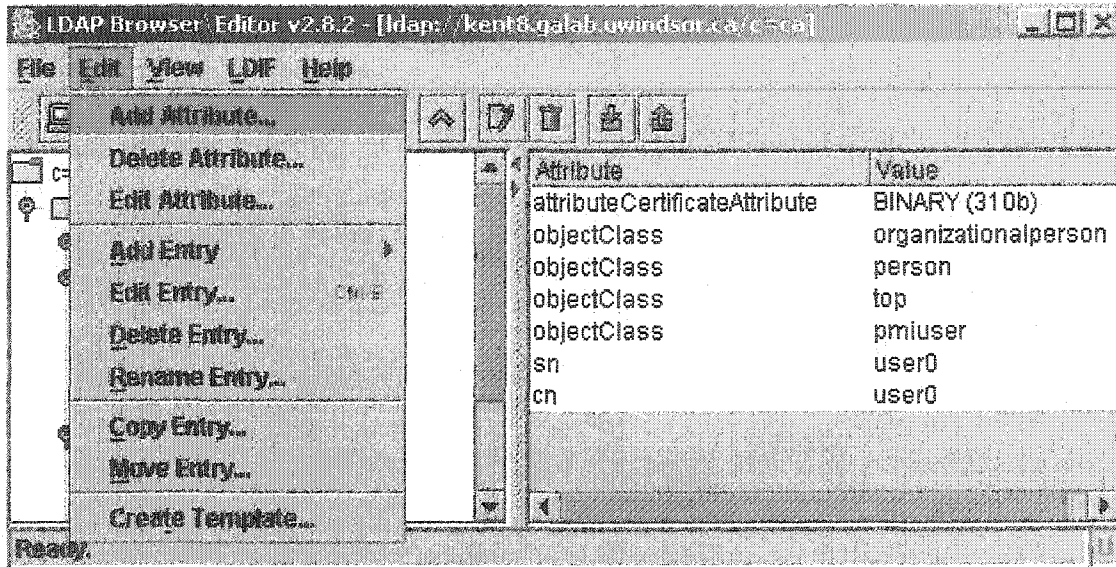 LDAP Browser\Editor v2.8.2 - [ldap://kent8.galab.uwindsor.ca/c=ca]
File Edit View LDIF Help
Add Attribute...
Delete Attribute...
Edit Attribute...
Add Entry
Edit Entry...
Delete Entry...
Rename Entry...
Copy Entry...
Move Entry...
Create Template...
c=
Attribute Value
attributeCertificateAttribute BINARY (310b)
objectClass organizationalperson
objectClass person
objectClass top
objectClass pmiuser
sn user0
cn user0
Ready.